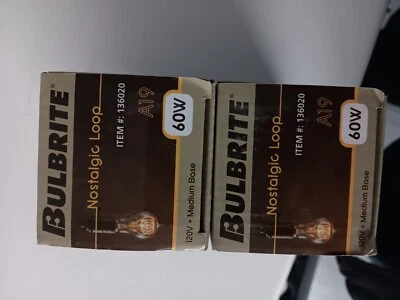 BULBRITE®
Nostalgic Loop
ITEM #: 136020
A19
60W
120V • Medium Base
BULBRITE®
Nostalgic Loop
ITEM #: 136020
A19
60W
120V • Medium Base